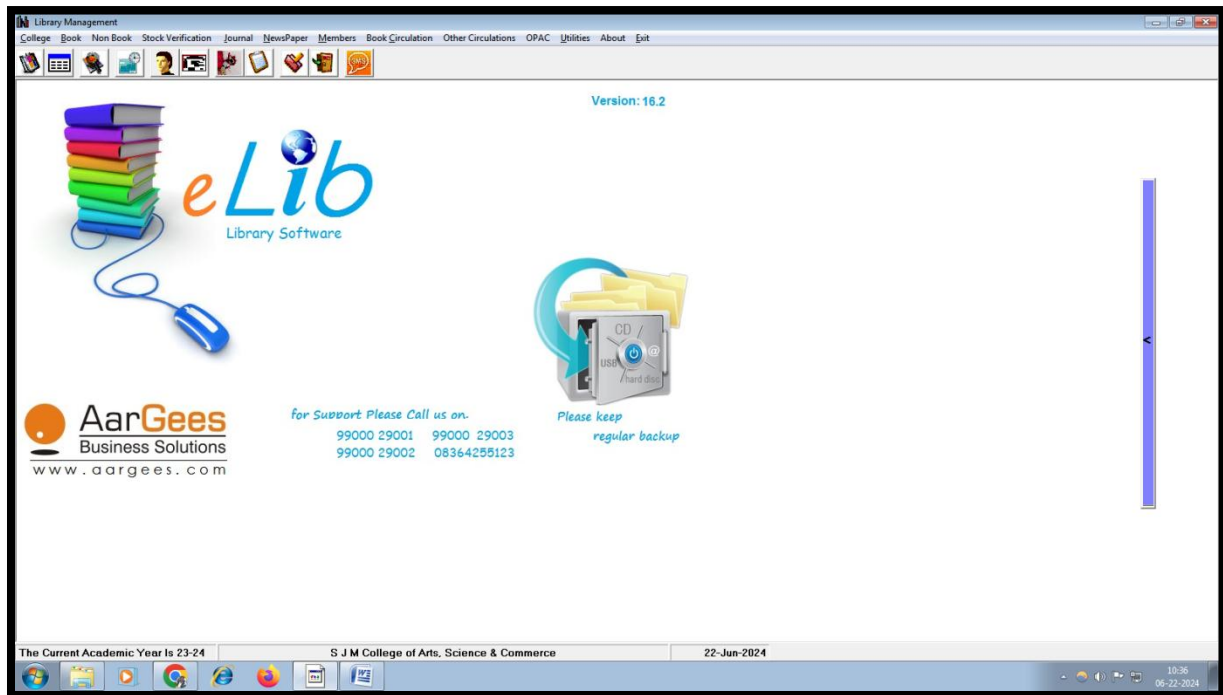 Library Management
College Book Non Book Stock Verification Journal NewsPaper Members Book Circulation Other Circulations OPAC Utilities About Exit
SMS
Version: 16.2
eLib
Library Software
CD
USB @
hard disc
AarGees
Business Solutions
www.aargees.com
for Support Please Call us on.
99000 29001 99000 29003
99000 29002 08364255123
Please keep
regular backup
<
The Current Academic Year Is 23-24 S J M College of Arts, Science & Commerce 22-Jun-2024
10:36
06-22-2024